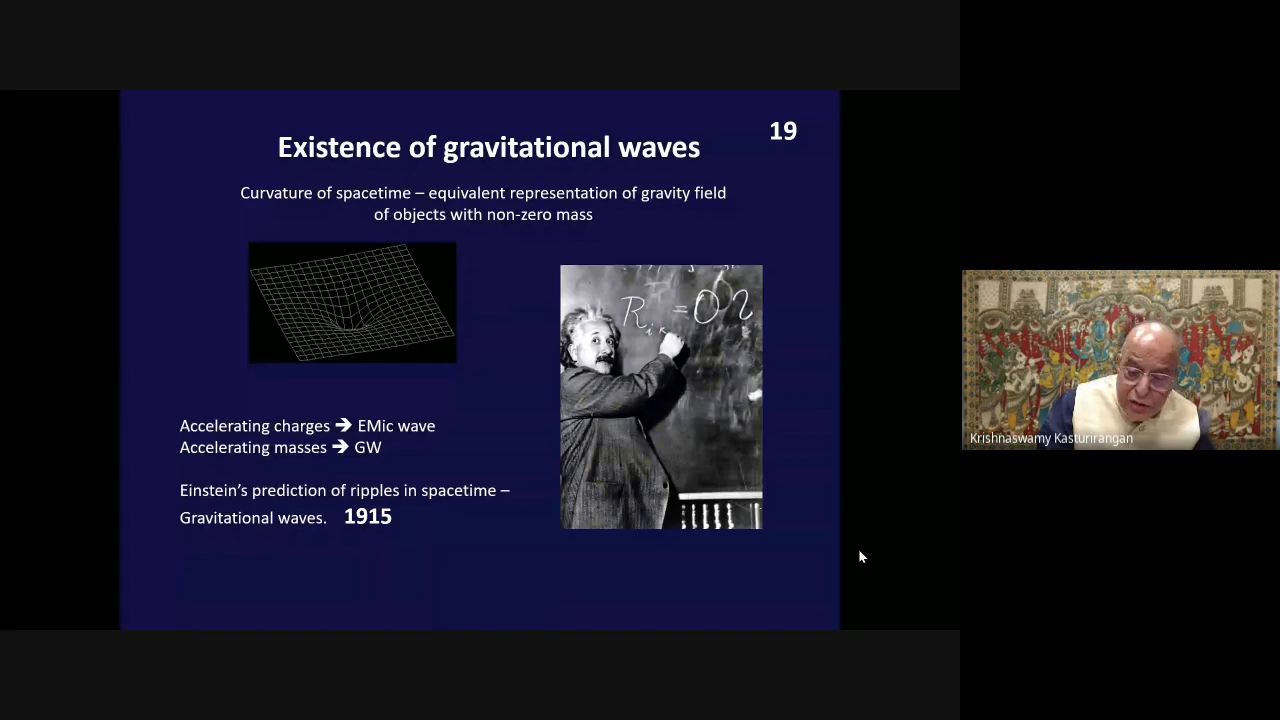 19
Existence of gravitational waves
Curvature of spacetime – equivalent representation of gravity field
of objects with non-zero mass
R i κ = 0 ?
Accelerating charges ➔ EMic wave
Accelerating masses ➔ GW
Einstein’s prediction of ripples in spacetime –
Gravitational waves. 1915
Krishnaswamy Kasturirangan